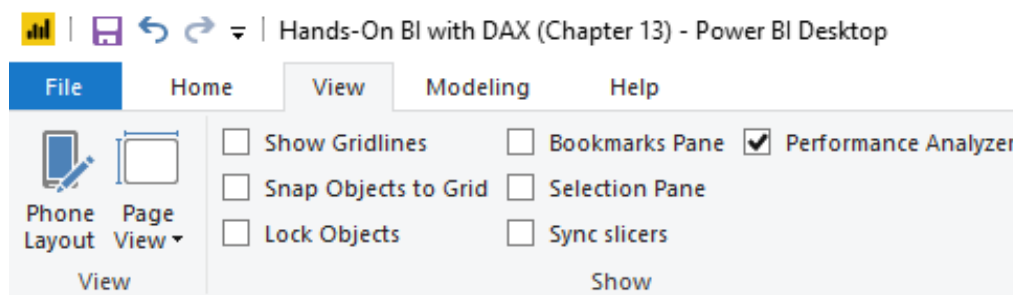 Hands-On BI with DAX (Chapter 13) - Power BI Desktop
File Home View Modeling Help
Show Gridlines Bookmarks Pane Performance Analyzer
Snap Objects to Grid Selection Pane
Phone Layout Page View
Lock Objects Sync slicers
View Show